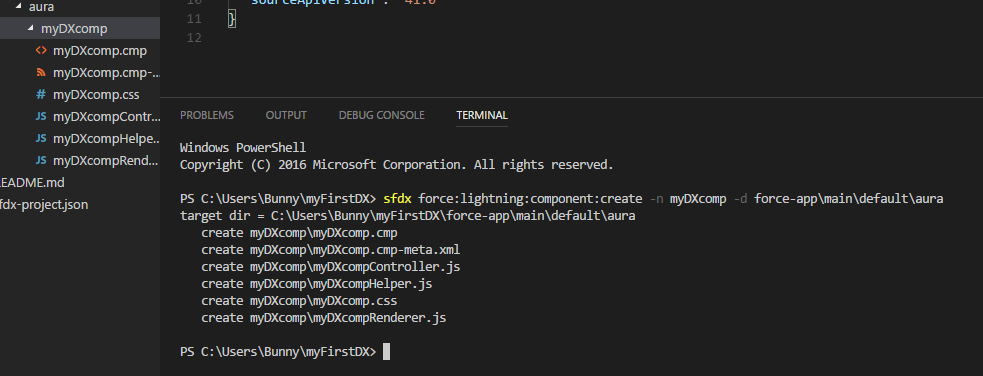 aura
myDXcomp
<> myDXcomp.cmp
myDXcomp.cmp-...
# myDXcomp.css
JS myDXcompContr...
JS myDXcompHelpe...
JS myDXcompRend...
EADME.md
fdx-project.json
"sourceApiVersion": "41.0"
11 }
12
PROBLEMS OUTPUT DEBUG CONSOLE TERMINAL
Windows PowerShell
Copyright (C) 2016 Microsoft Corporation. All rights reserved.
PS C:\Users\Bunny\myFirstDX> sfdx force:lightning:component:create -n myDXcomp -d force-app\main\default\aura
target dir = C:\Users\Bunny\myFirstDX\force-app\main\default\aura
create myDXcomp\myDXcomp.cmp
create myDXcomp\myDXcomp.cmp-meta.xml
create myDXcomp\myDXcompController.js
create myDXcomp\myDXcompHelper.js
create myDXcomp\myDXcomp.css
create myDXcomp\myDXcompRenderer.js
PS C:\Users\Bunny\myFirstDX>